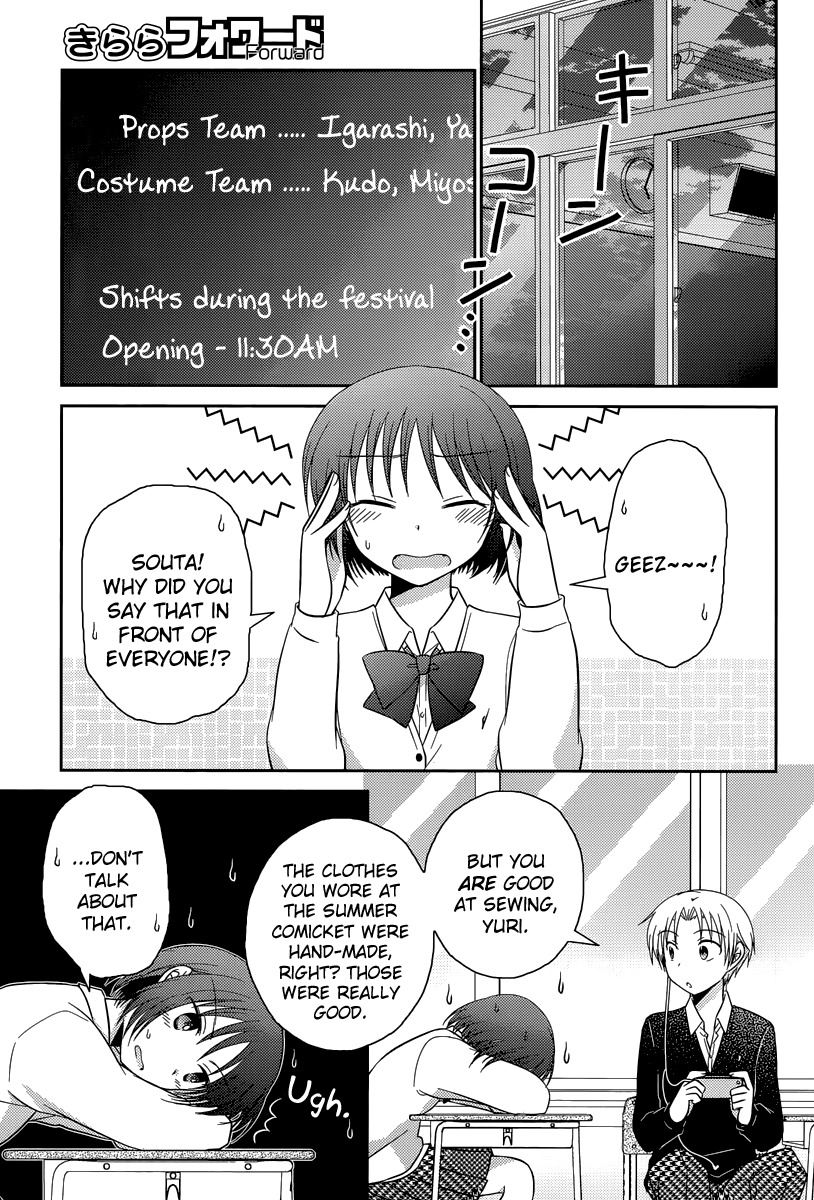 きらら フォワード
Forward
キーン
コーン…
Props Team ..... Igarashi, Ya
Costume Team ..... Kudo, Miyos
Shifts during the festival
Opening - 11:30AM
GEEZ~~~!
SOUTA!
WHY DID YOU
SAY THAT IN
FRONT OF
EVERYONE!?
BUT YOU
ARE GOOD
AT SEWING,
YURI.
THE CLOTHES
YOU WORE AT
THE SUMMER
COMICKET WERE
HAND-MADE,
RIGHT? THOSE
WERE REALLY
GOOD.
...DON'T
TALK
ABOUT
THAT.
Ugh.